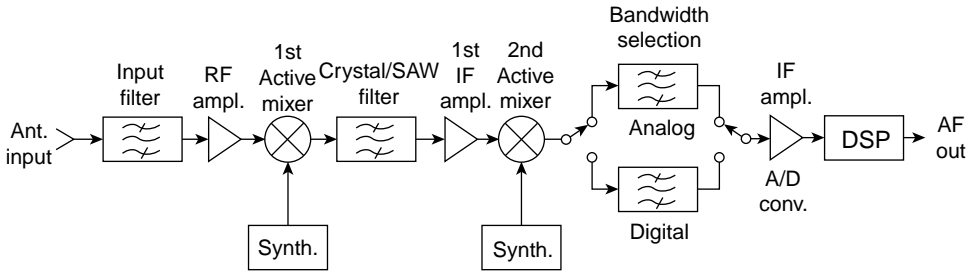 Ant.
input
Input
filter
RF
ampl.
1st
Active
mixer
Synth.
Crystal/SAW
filter
1st
IF
ampl.
2nd
Active
mixer
Synth.
Bandwidth
selection
Analog
Digital
IF
ampl.
A/D
conv.
DSP
AF
out